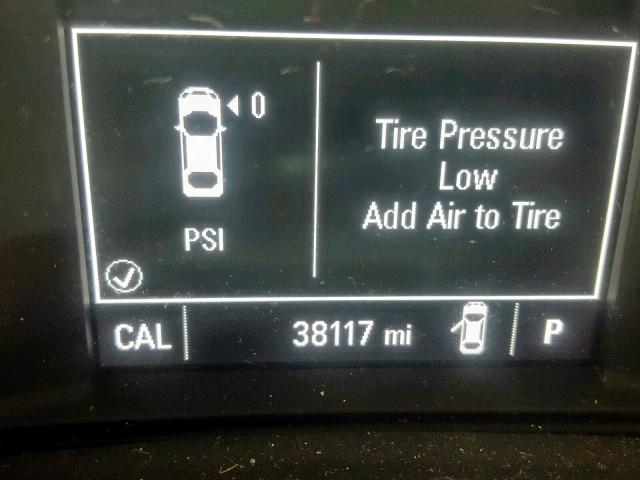 0
PSI
Tire Pressure
Low
Add Air to Tire
CAL
38117 mi
P